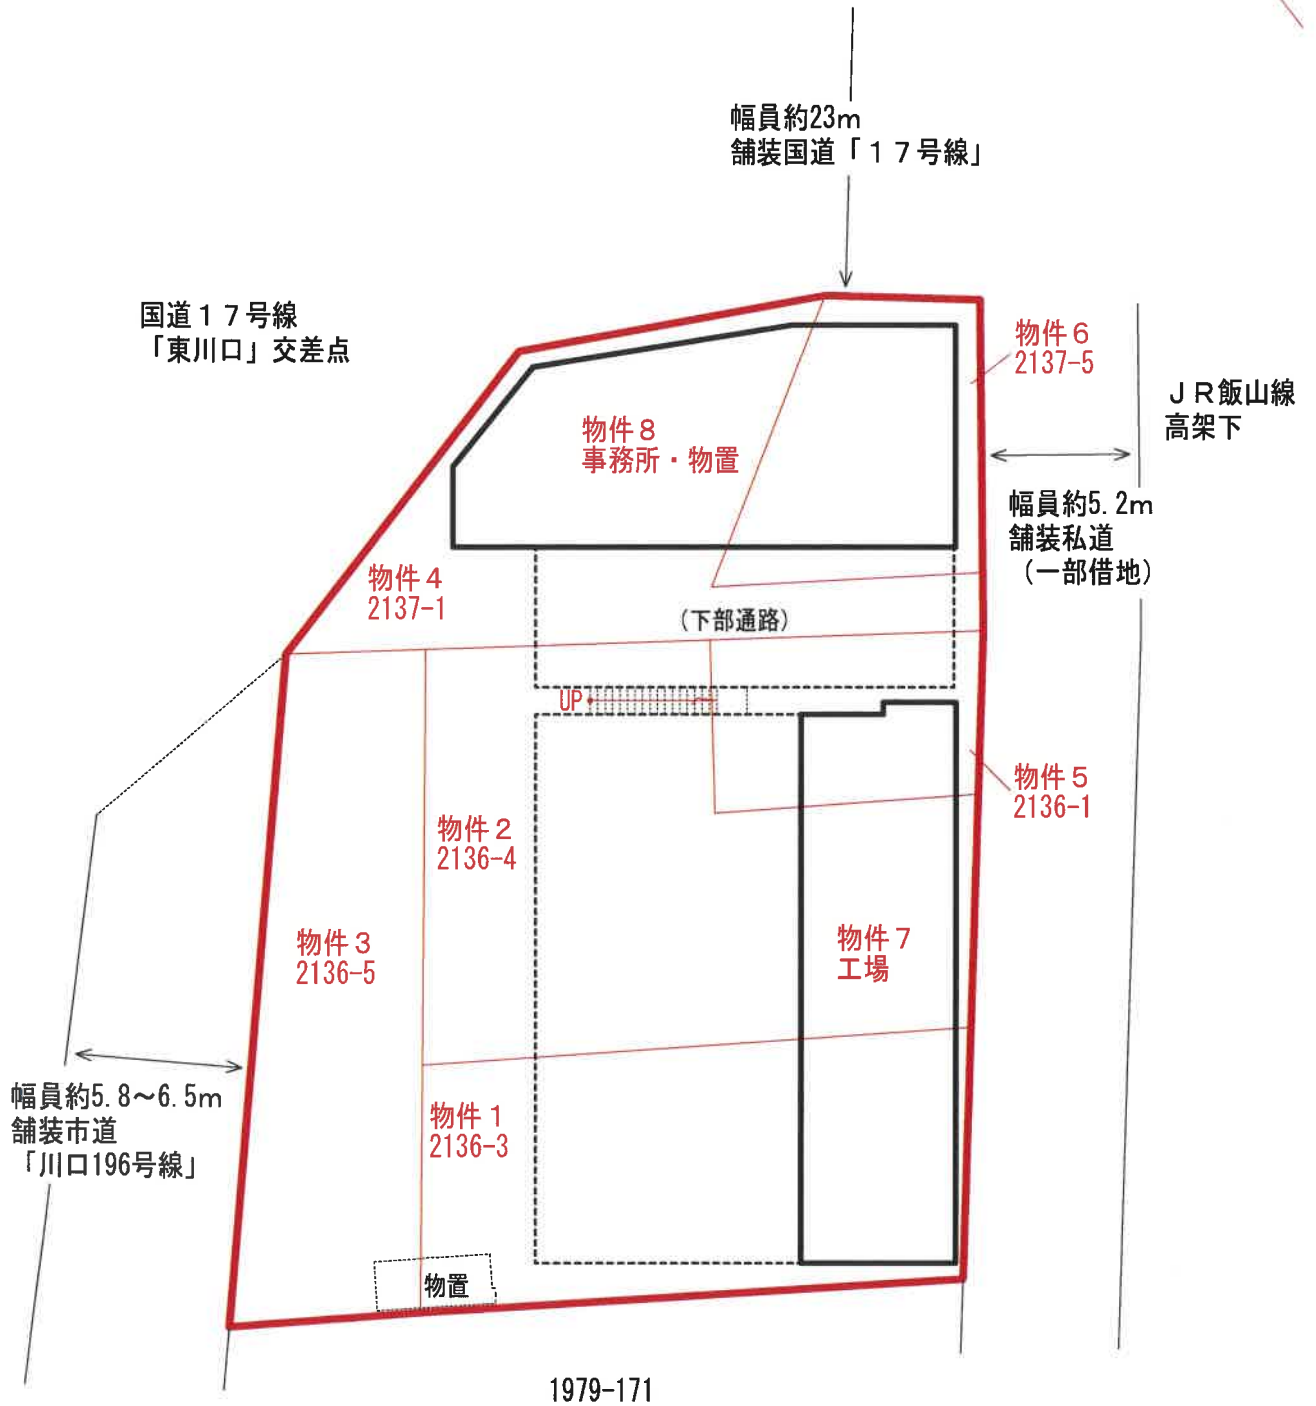 幅員約23m
舗装国道「１７号線」
国道１７号線
「東川口」交差点
物件６
2137-5
ＪＲ飯山線
高架下
物件８
事務所・物置
幅員約5.2m
舗装私道
（一部借地）
物件４
2137-1
（下部通路）
UP
物件５
2136-1
物件２
2136-4
物件３
2136-5
物件７
工場
幅員約5.8～6.5m
舗装市道
「川口196号線」
物件１
2136-3
物置
1979-171